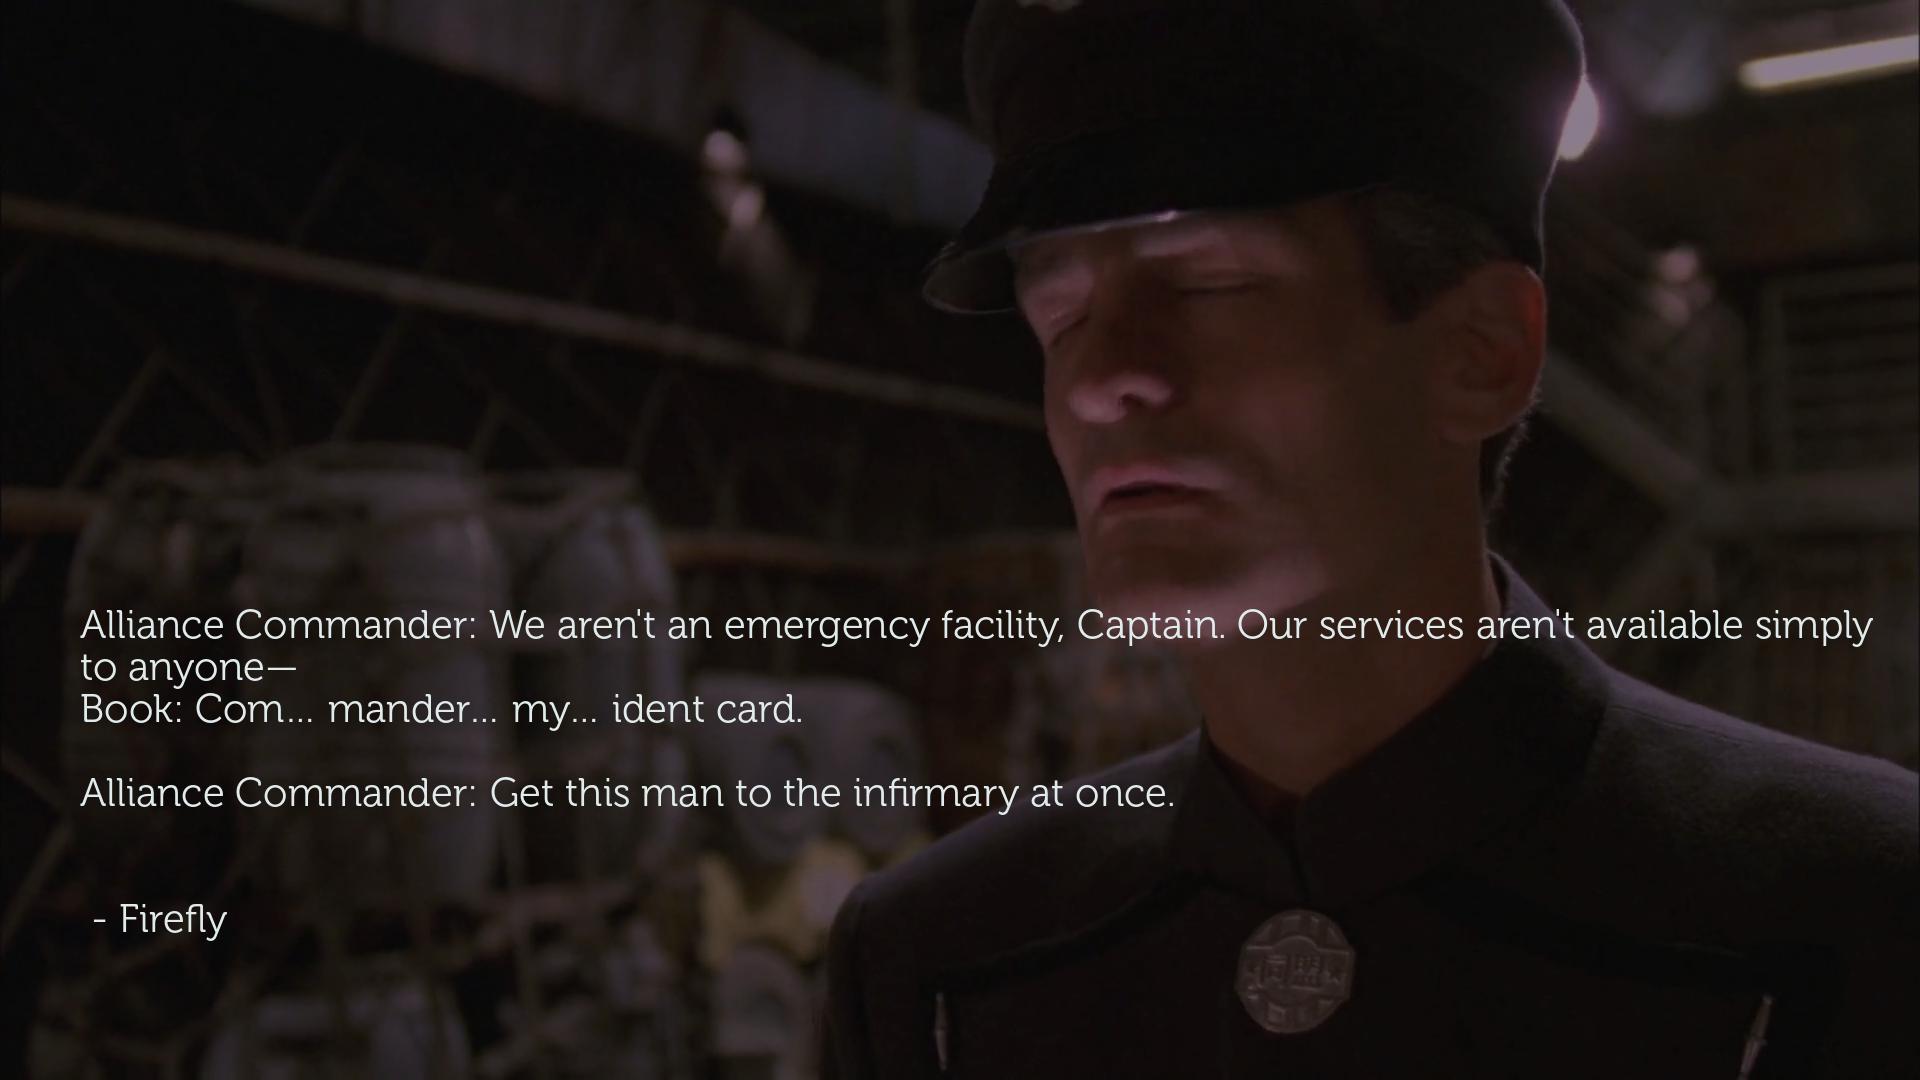 Alliance Commander: We aren't an emergency facility, Captain. Our services aren't available simply
to anyone—
Book: Com... mander... my... ident card.
Alliance Commander: Get this man to the infirmary at once.
- Firefly